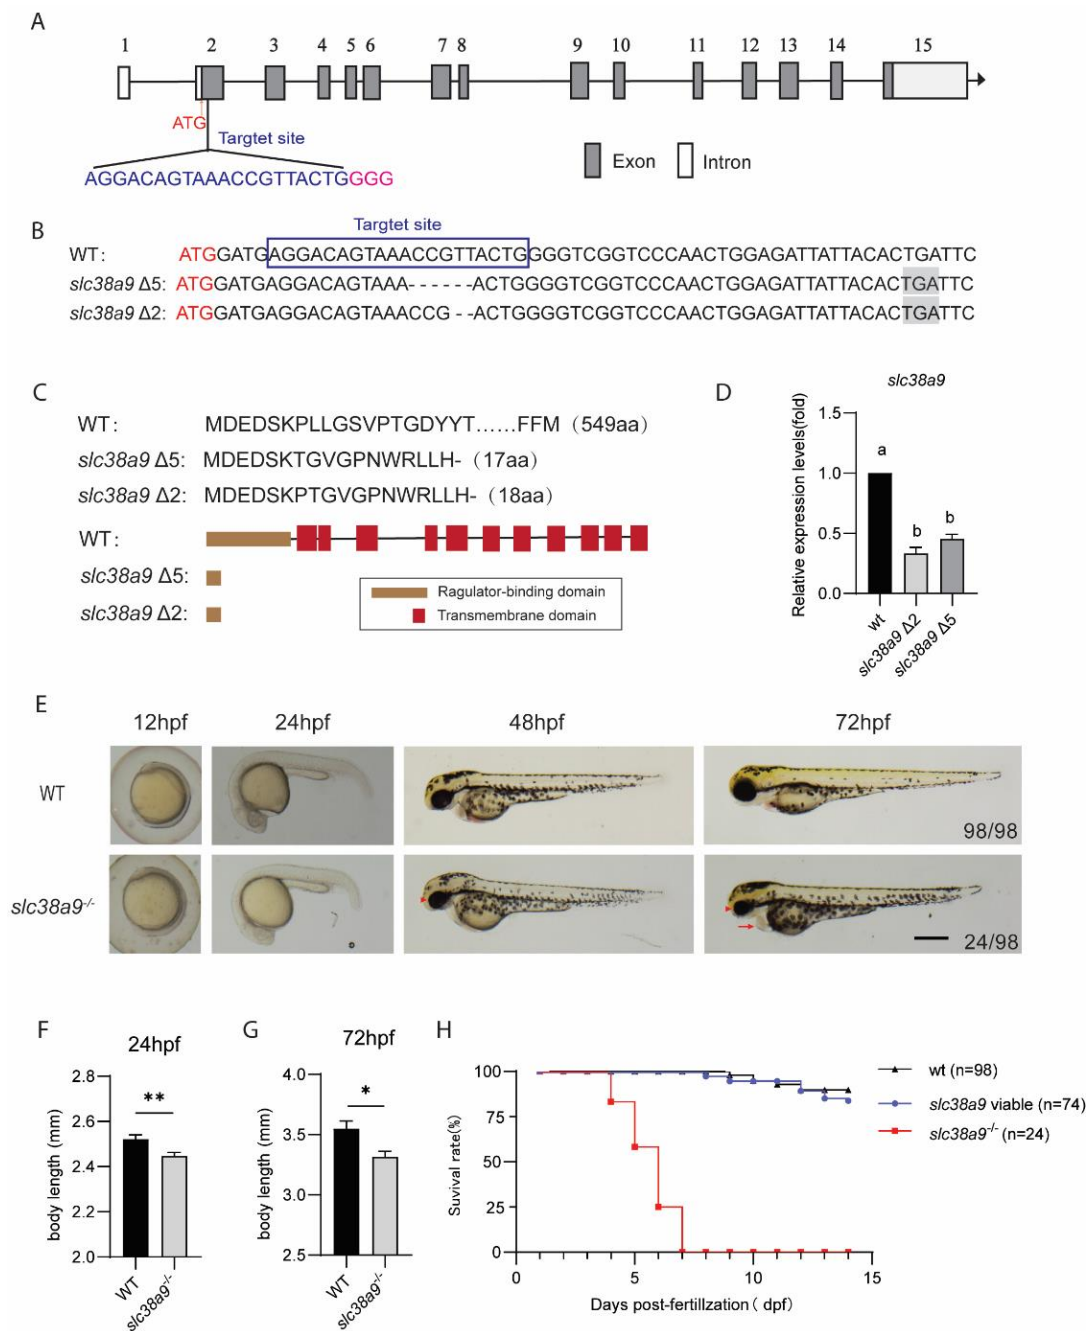 A
1 2 3 4 5 6 7 8 9 10 11 12 13 14 15
ATG
Targtet site
AGGACAGTAAACCGTTACTGGGG
Exon Intron
B
Targtet site
WT: ATGGATGAGGACAGTAAACCGTTACTGGGGTCGGTCCCAACTGGAGATTATTACACTGATTC
slc38a9 Δ5: ATGGATGAGGACAGTAAA- - - - - -ACTGGGGTCGGTCCCAACTGGAGATTATTACACTGATTC
slc38a9 Δ2: ATGGATGAGGACAGTAAACCG- -ACTGGGGTCGGTCCCAACTGGAGATTATTACACTGATTC
C
WT: MDEDSKPLLGSVPTGDYYT......FFM (549aa)
slc38a9 Δ5: MDEDSKTGVGPNWRLLH- (17aa)
slc38a9 Δ2: MDEDSKPTGVGPNWRLLH- (18aa)
WT:
slc38a9 Δ5:
slc38a9 Δ2:
Ragulator-binding domain
Transmembrane domain
D
slc38a9
Relative expression levels(fold)
1.5
1.0
0.5
0.0
a
b
b
wt
slc38a9 Δ2
slc38a9 Δ5
E
12hpf 24hpf 48hpf 72hpf
WT
98/98
slc38a9-/-
24/98
F
24hpf
body length (mm)
2.8
2.6
2.4
2.2
2.0
**
WT
slc38a9-/-
G
72hpf
body length (mm)
4.0
3.5
3.0
2.5
*
WT
slc38a9-/-
H
Suvival rate(%)
100
75
50
25
0
0 5 10 15
Days post-fertillzation ( dpf)
wt (n=98)
slc38a9 viable (n=74)
slc38a9-/- (n=24)